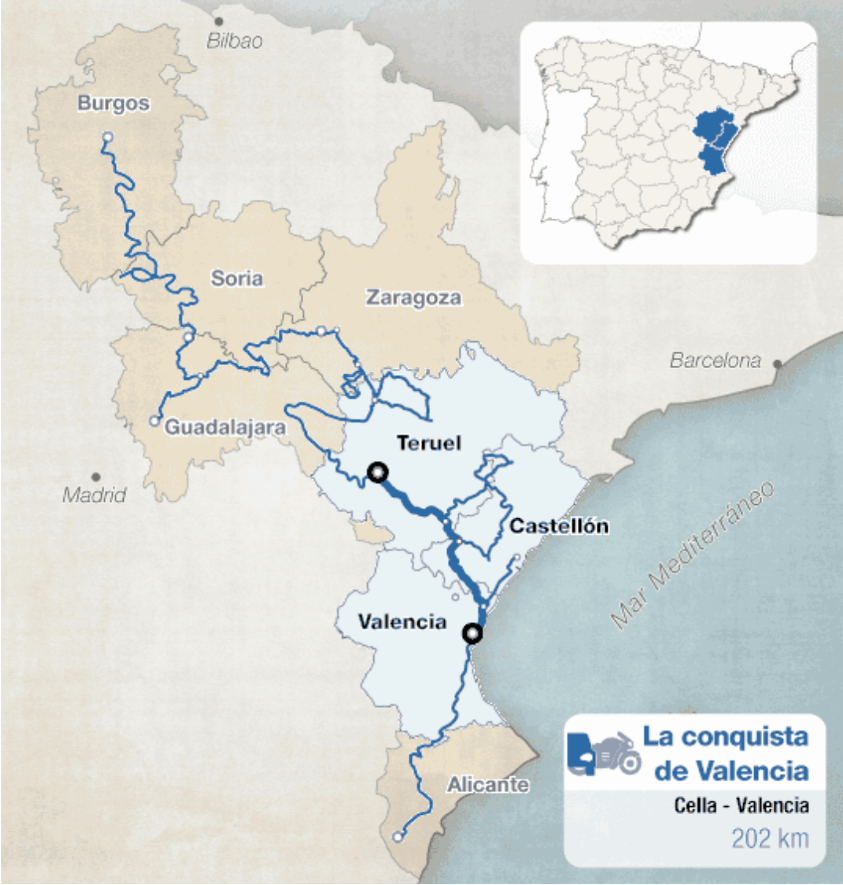 Bilbao
Burgos
Soria
Zaragoza
Barcelona
Guadalajara
Teruel
Madrid
Castellón
Mar Mediterráneo
Valencia
La conquista
de Valencia
Alicante
Cella - Valencia
202 km